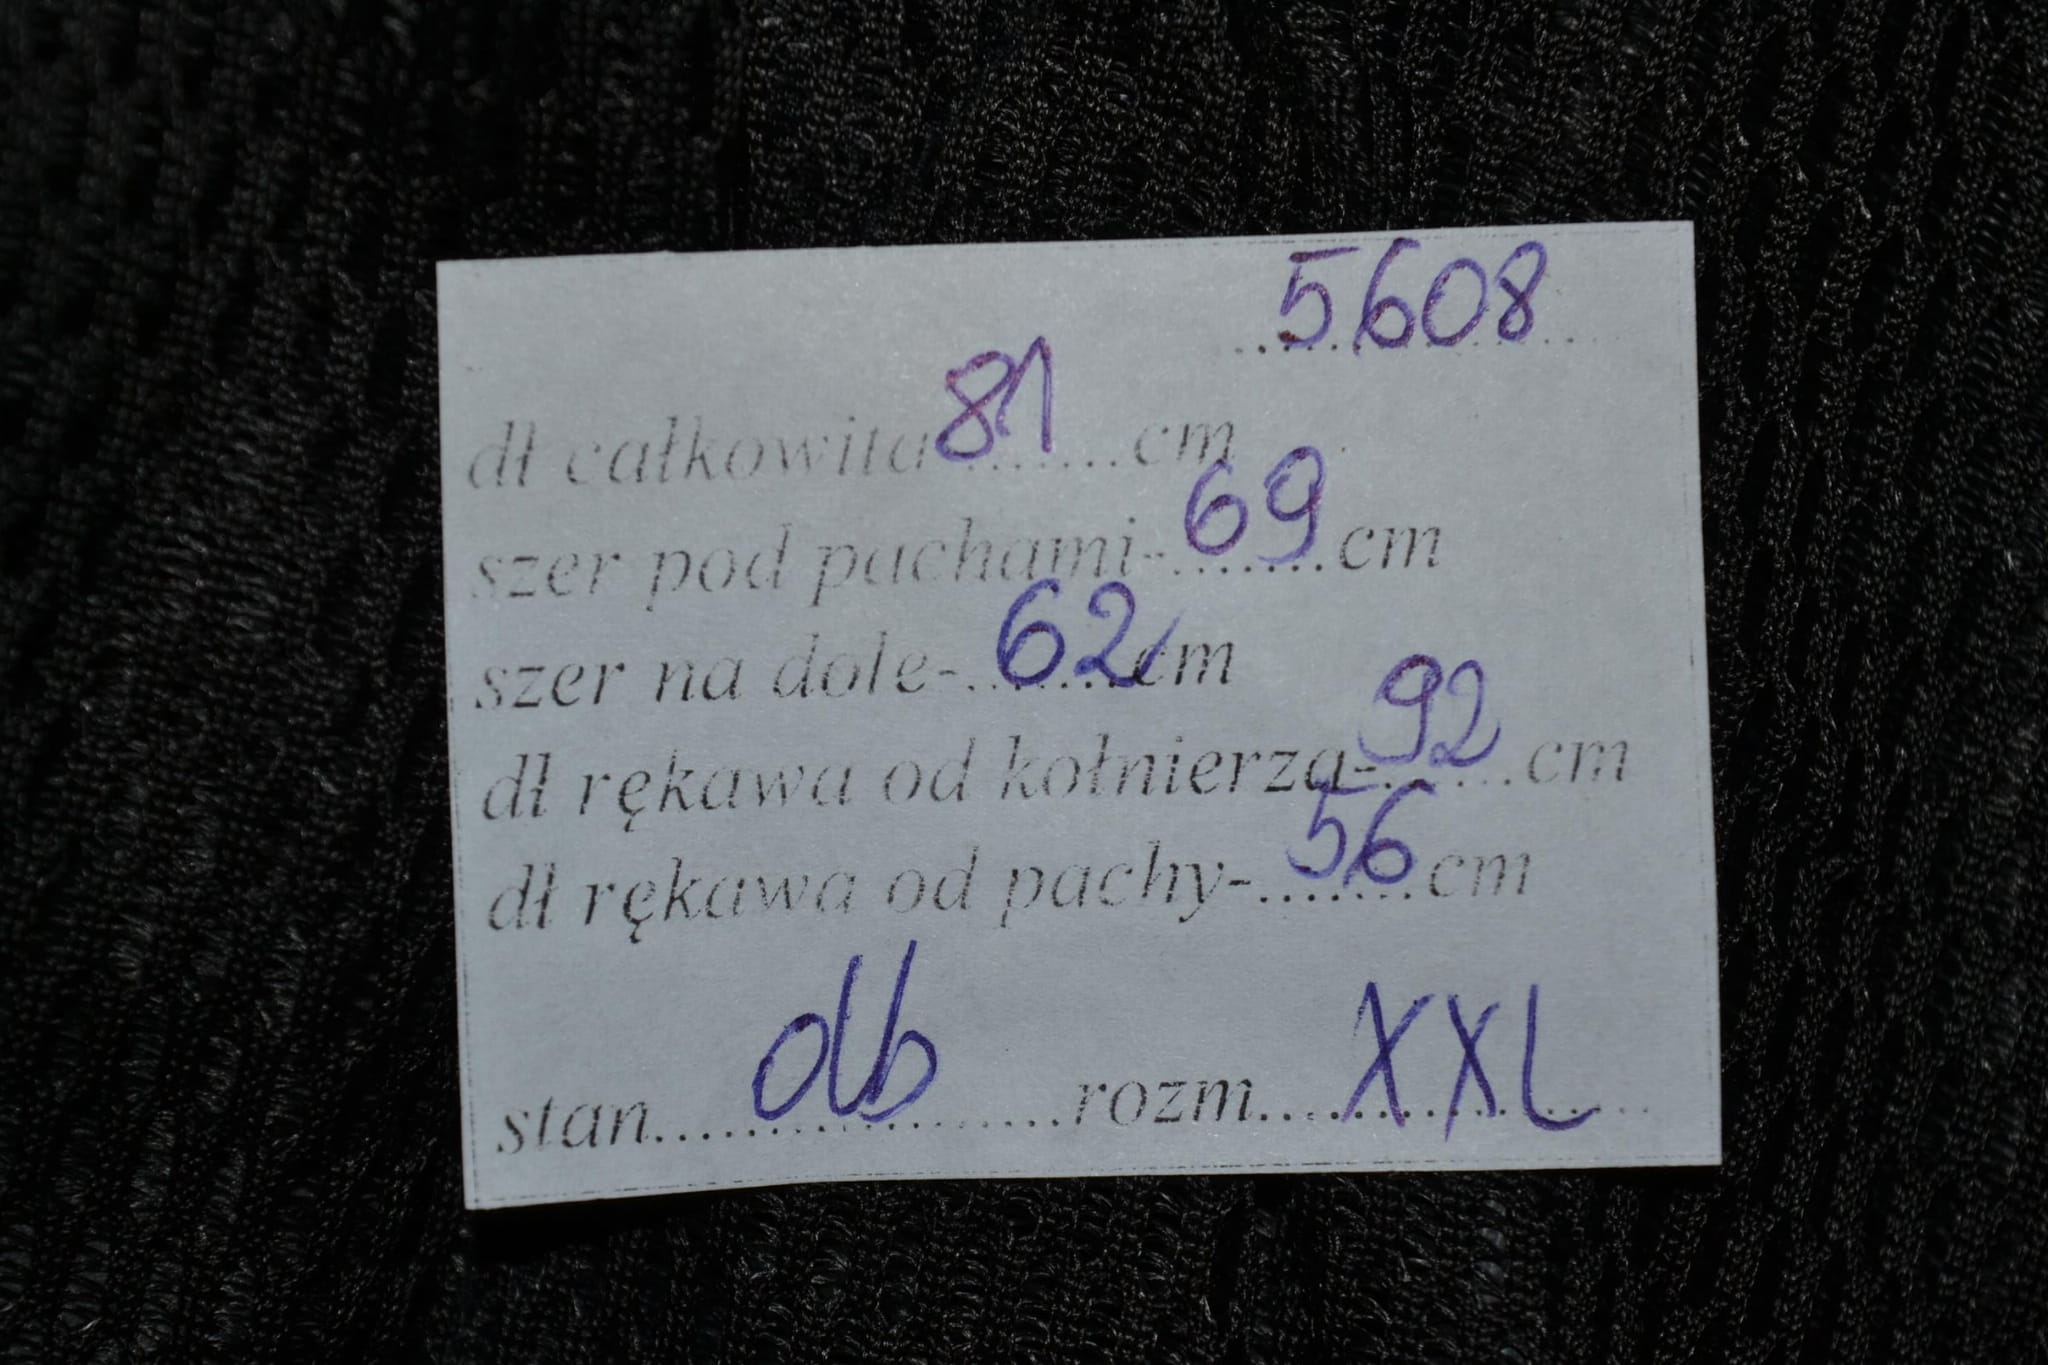 5608
dł całkowita 81.......cm
szer pod pachami- 69.......cm
szer na dole- 62.......cm
dł rękawa od kołnierza- 92.......cm
dł rękawa od pachy- 56.......cm
stan.......db.......rozm.......XXL.......